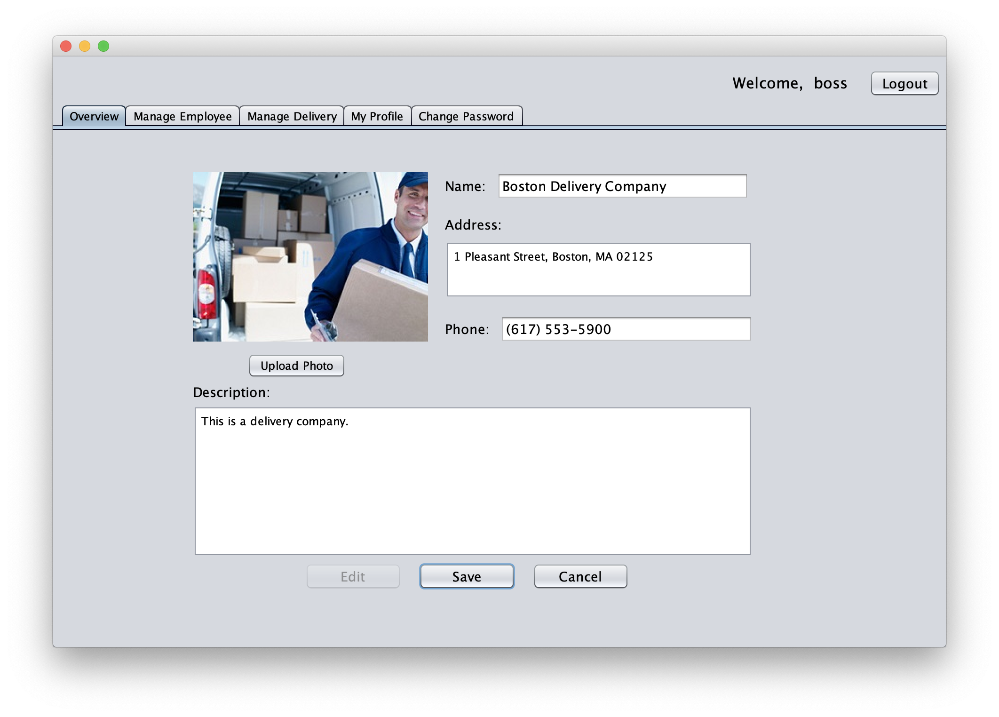 Welcome, boss Logout
Overview Manage Employee Manage Delivery My Profile Change Password
Name: Boston Delivery Company
Address:
1 Pleasant Street, Boston, MA 02125
Phone: (617) 553-5900
Upload Photo
Description:
This is a delivery company.
Edit Save Cancel